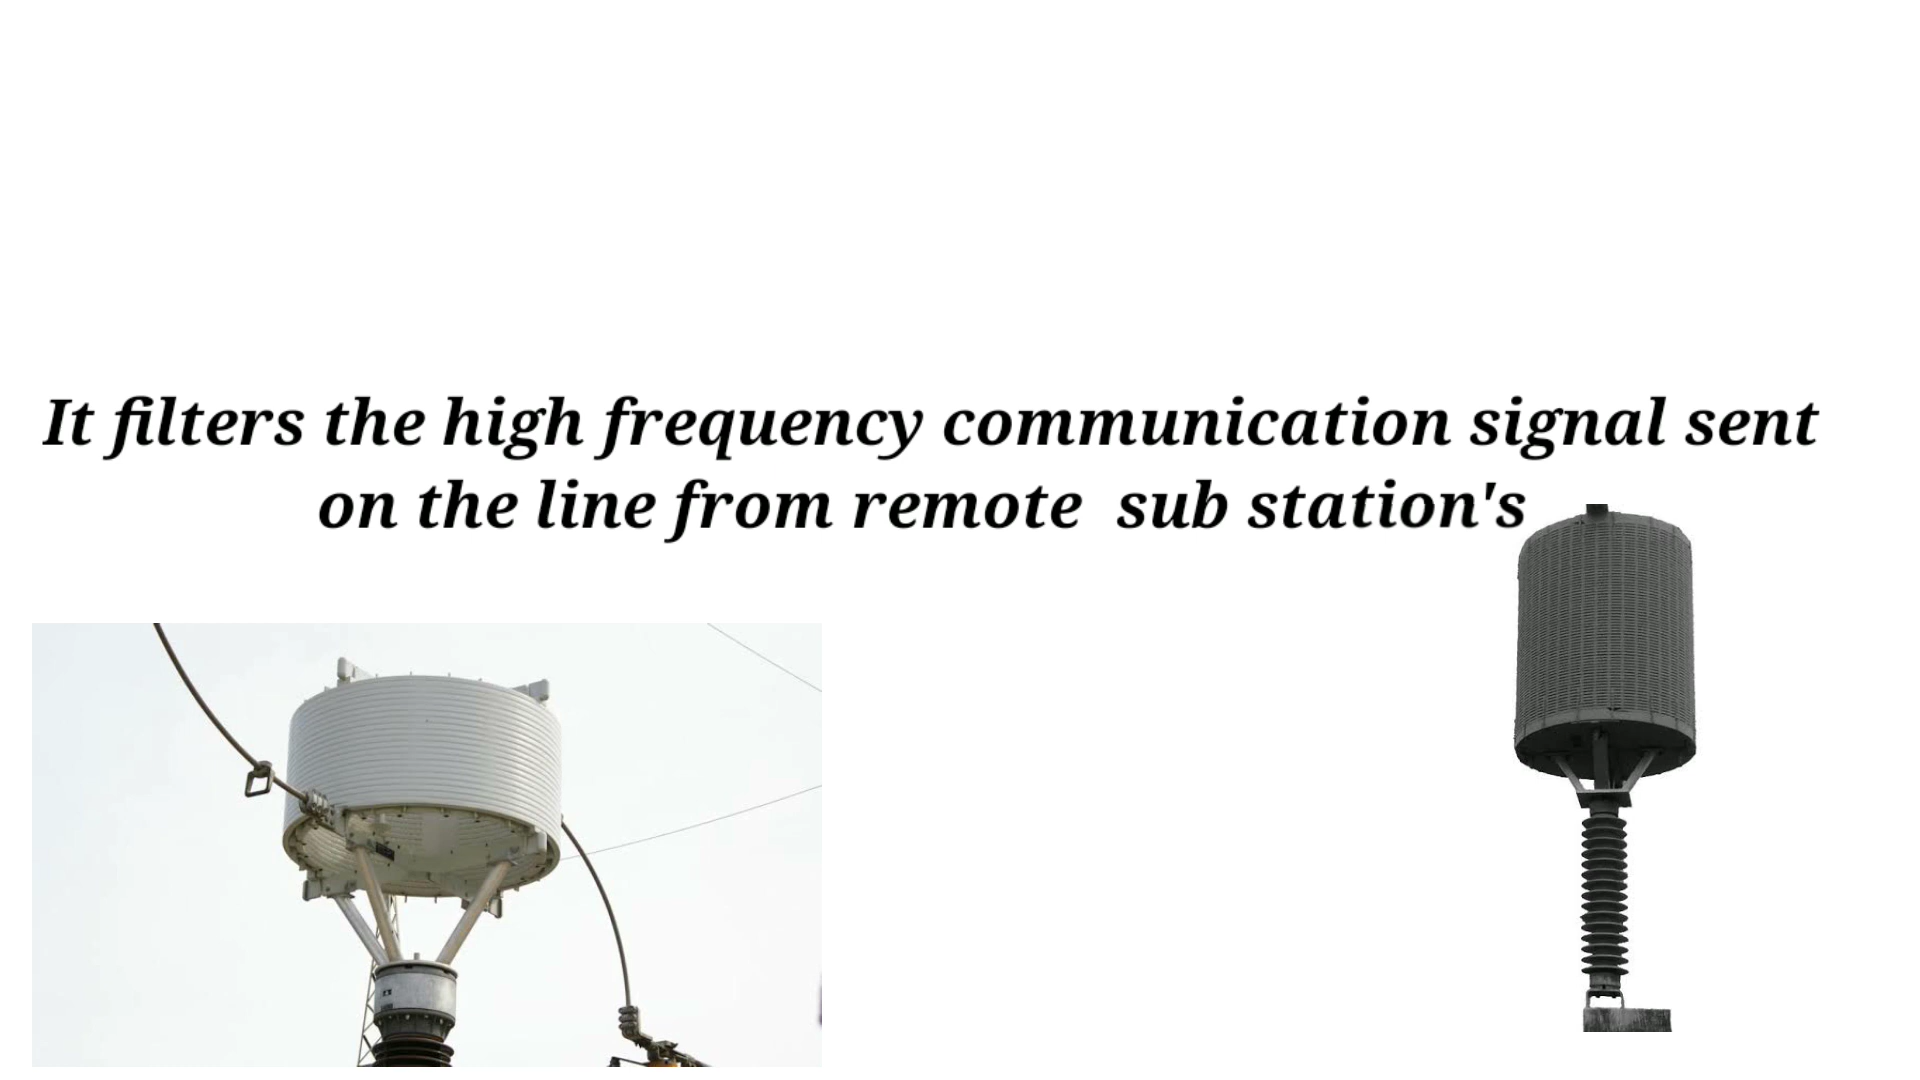 It filters the high frequency communication signal sent
on the line from remote  sub station's